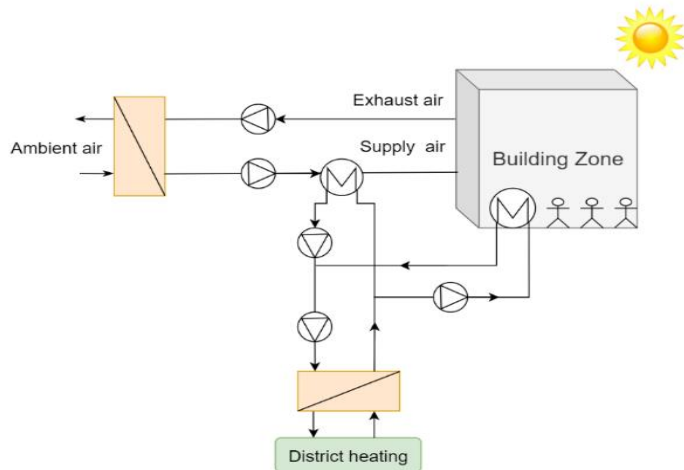 Exhaust air
Ambient air
Supply air
Building Zone
District heating